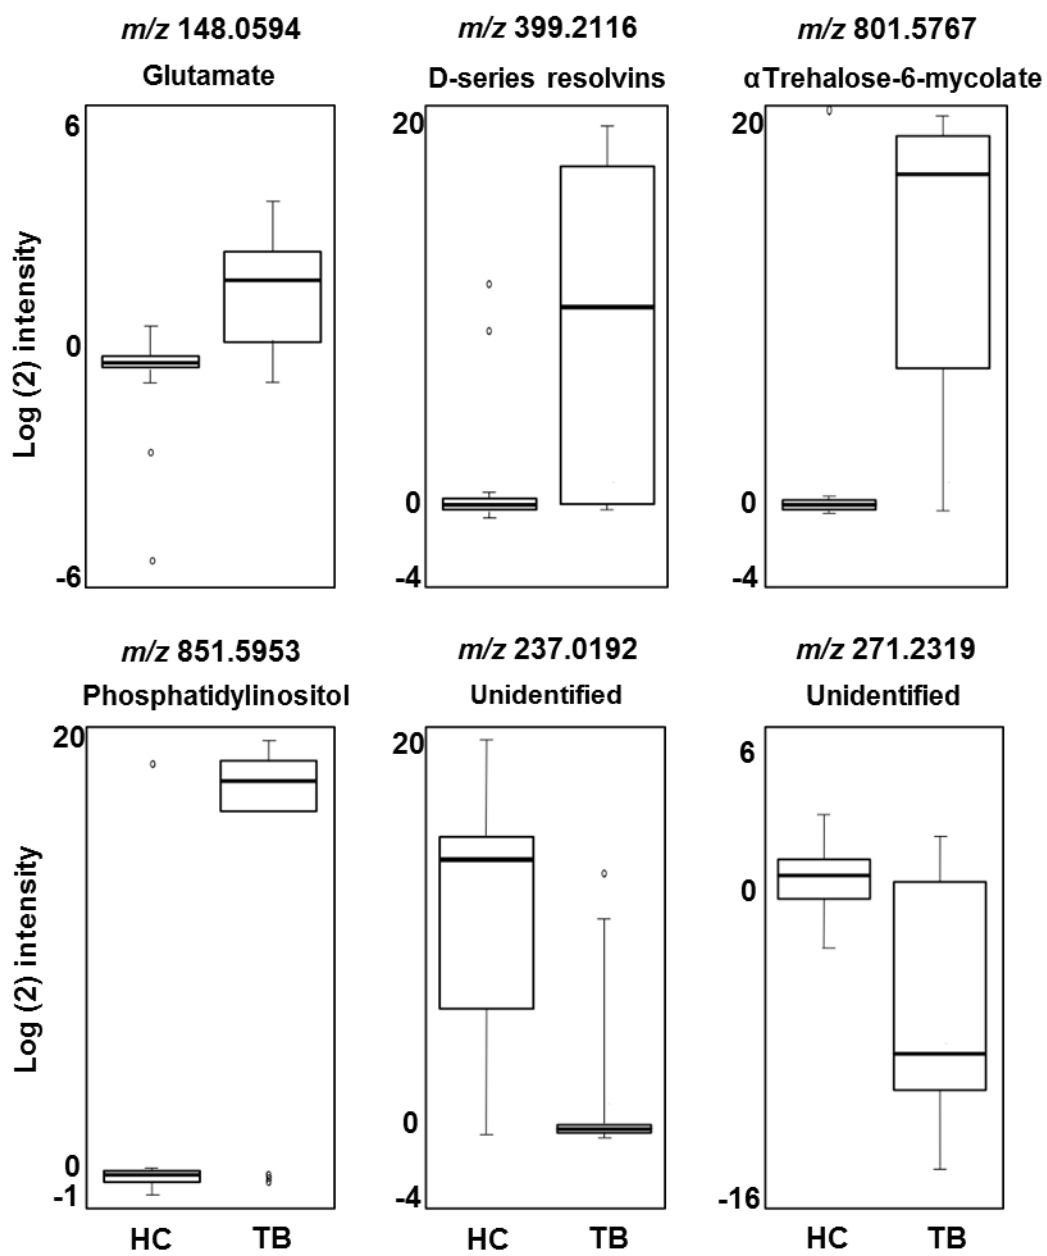 m/z 148.0594
Glutamate
m/z 399.2116
D-series resolvins
m/z 801.5767
αTrehalose-6-mycolate
Log (2) intensity
6
0
-6
20
0
-4
20
0
-4
m/z 851.5953
Phosphatidylinositol
m/z 237.0192
Unidentified
m/z 271.2319
Unidentified
Log (2) intensity
20
0
-1
20
0
-4
6
0
-16
HC TB
HC TB
HC TB